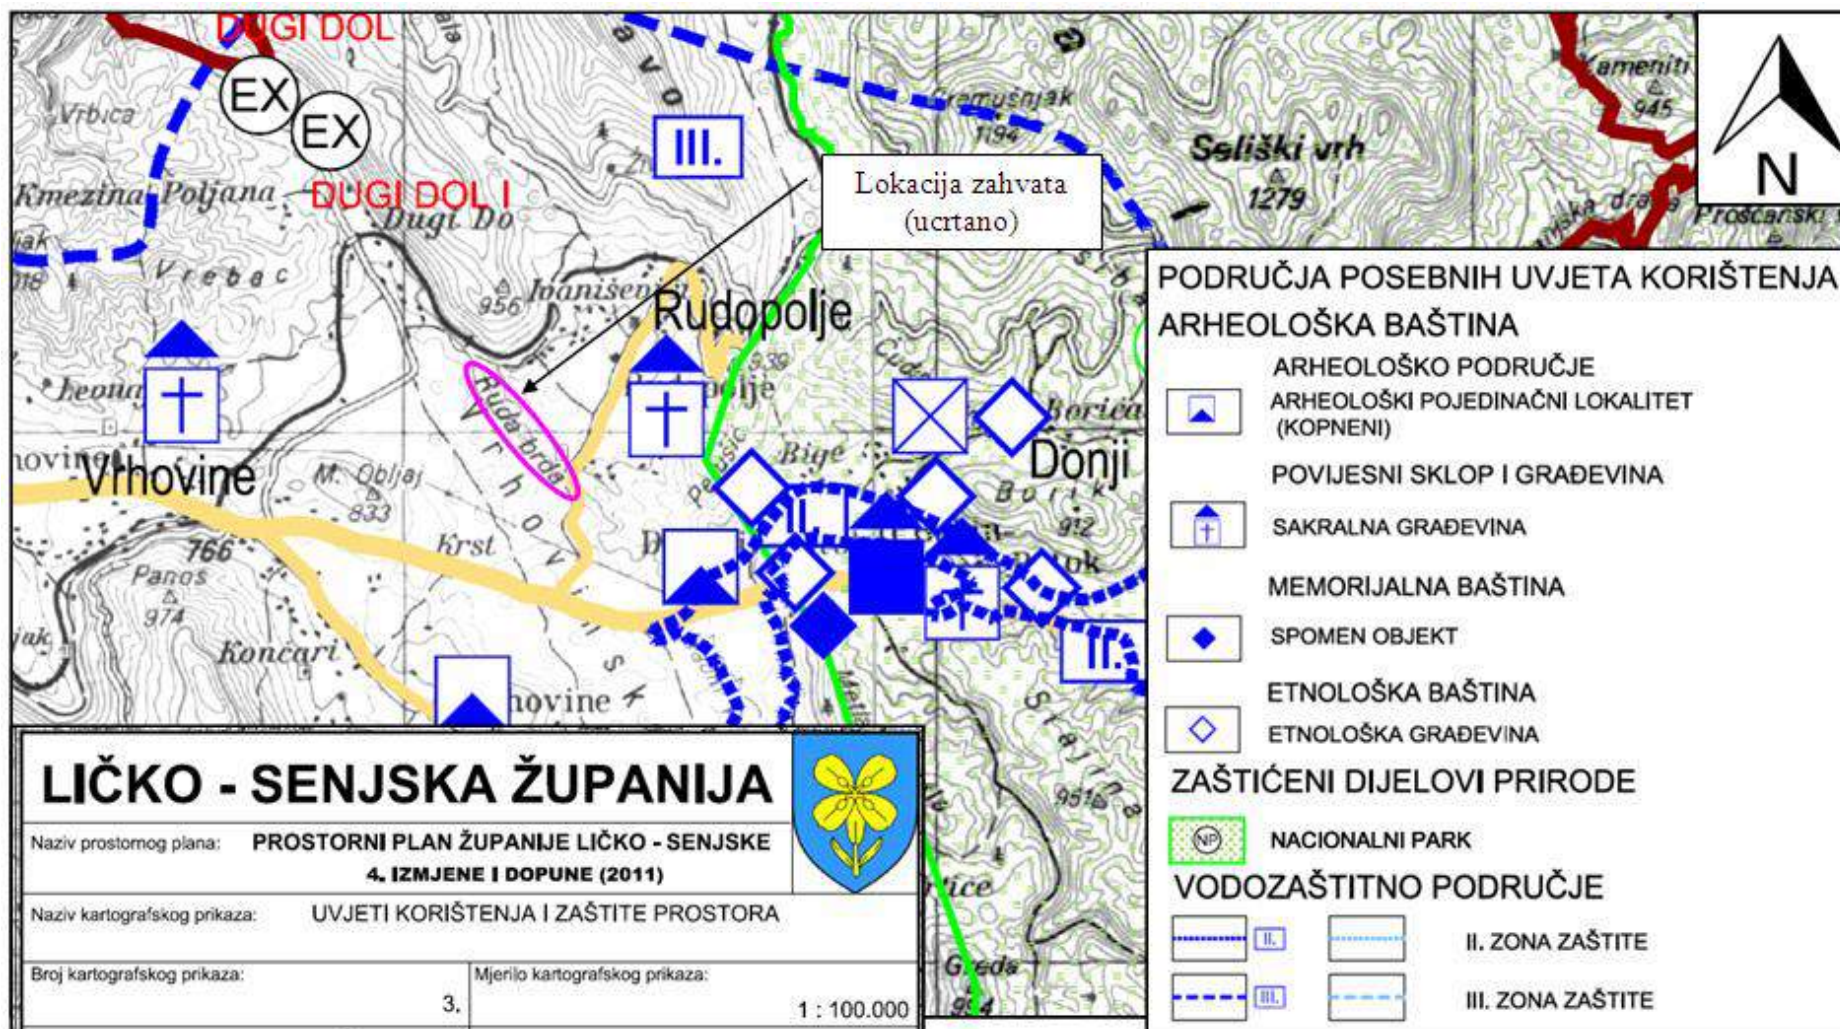 DUGI DOL
EX
EX
DUGI DOL I
Vrbica
Kmezina Poljana
Dugi Do
Vrebac
III.
1194
Seliški vrh
1279
Kameniti
945
N
Lokacija zahvata
(ucrtano)
956
Ivaniševići
Rudopolje
939
Ruda brda
Vrhovine
M. Obljaj
833
766
Panos
974
Krst
Končari
Bige
Donji
Borik
912
II.
II.
951
Greda
994
PODRUČJA POSEBNIH UVJETA KORIŠTENJA
ARHEOLOŠKA BAŠTINA
ARHEOLOŠKO PODRUČJE
ARHEOLOŠKI POJEDINAČNI LOKALITET
(KOPNENI)
POVIJESNI SKLOP I GRAĐEVINA
SAKRALNA GRAĐEVINA
MEMORIJALNA BAŠTINA
SPOMEN OBJEKT
ETNOLOŠKA BAŠTINA
ETNOLOŠKA GRAĐEVINA
ZAŠTIĆENI DIJELOVI PRIRODE
NP NACIONALNI PARK
VODOZAŠTITNO PODRUČJE
II. II. ZONA ZAŠTITE
III. III. ZONA ZAŠTITE
LIČKO - SENJSKA ŽUPANIJA
Naziv prostornog plana: PROSTORNI PLAN ŽUPANIJE LIČKO - SENJSKE
4. IZMJENE I DOPUNE (2011)
Naziv kartografskog prikaza: UVJETI KORIŠTENJA I ZAŠTITE PROSTORA
Broj kartografskog prikaza: 3.
Mjerilo kartografskog prikaza: 1 : 100.000